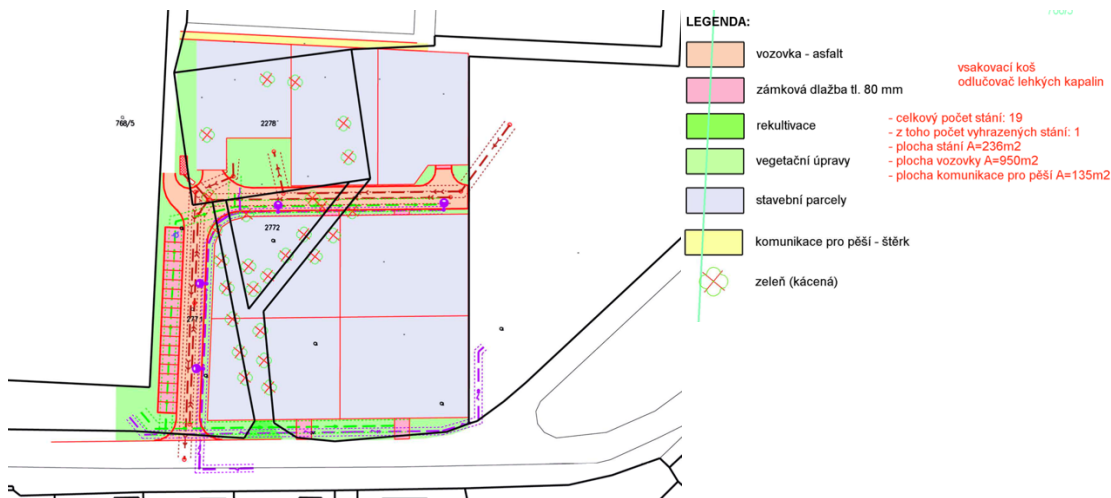 768/5
2278
2772
2771
LEGENDA:
vozovka - asfalt
zámková dlažba tl. 80 mm
rekultivace
vegetační úpravy
stavební parcely
komunikace pro pěší - štěrk
zeleň (kácená)
vsakovací koš
odlučovač lehkých kapalin
- celkový počet stání: 19
- z toho počet vyhrazených stání: 1
- plocha stání A=236m2
- plocha vozovky A=950m2
- plocha komunikace pro pěší A=135m2